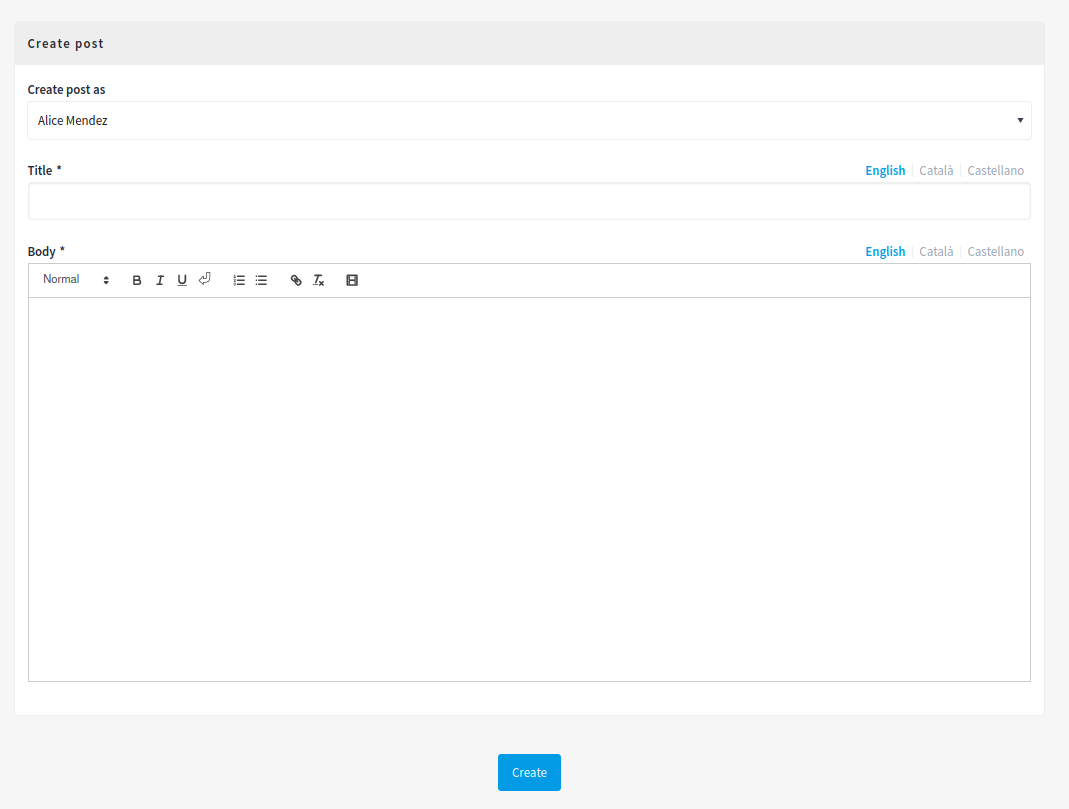 Create post
Create post as
Alice Mendez
Title * English Català Castellano
Body * English Català Castellano
Normal B I U
Create